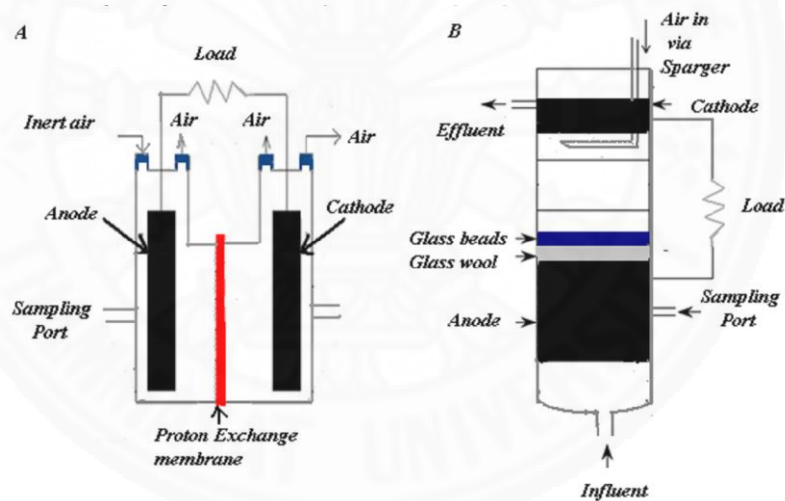 A
Load
Inert air
Air
Air
Air
Anode
Cathode
Sampling
Port
Proton Exchange
membrane
B
Air in
via
Sparger
Cathode
Effluent
Load
Glass beads
Glass wool
Anode
Sampling
Port
Influent